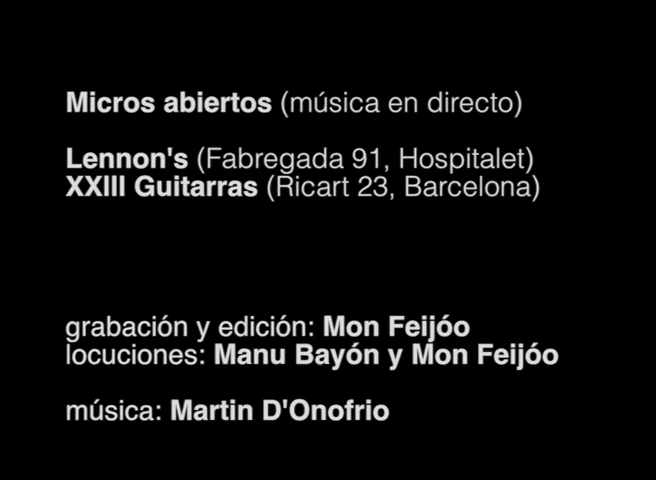 Micros abiertos (música en directo)
Lennon's (Fabregada 91, Hospitalet)
XXIII Guitarras (Ricart 23, Barcelona)
grabación y edición: Mon Feijóo
locuciones: Manu Bayón y Mon Feijóo
música: Martin D'Onofrio